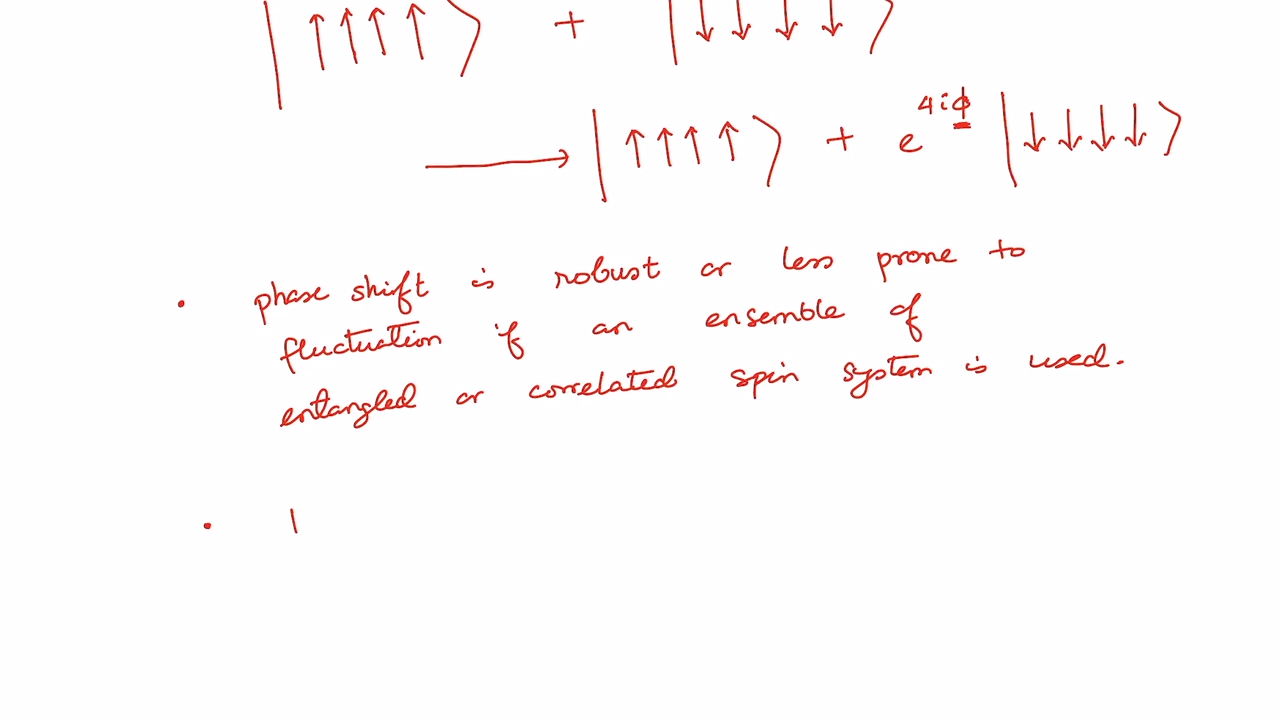 | ↑↑↑↑ ⟩ + | ↓↓↓↓ ⟩
⟶ | ↑↑↑↑ ⟩ + e^{4iϕ} | ↓↓↓↓ ⟩
• phase shift is robust or less prone to
fluctuation if an ensemble of
entangled or correlated spin system is used.
•